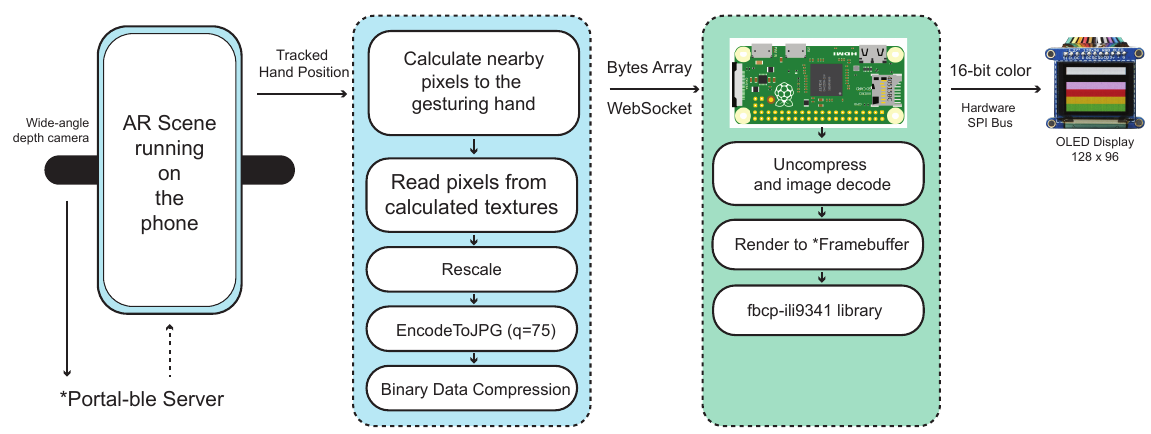 Wide-angle
depth camera
AR Scene
running
on
the
phone
*Portal-ble Server
Tracked
Hand Position
Calculate nearby
pixels to the
gesturing hand
Read pixels from
calculated textures
Rescale
EncodeToJPG (q=75)
Binary Data Compression
Bytes Array
WebSocket
HDMI
Uncompress
and image decode
Render to *Framebuffer
fbcp-ili9341 library
16-bit color
Hardware
SPI Bus
OLED Display
128 x 96